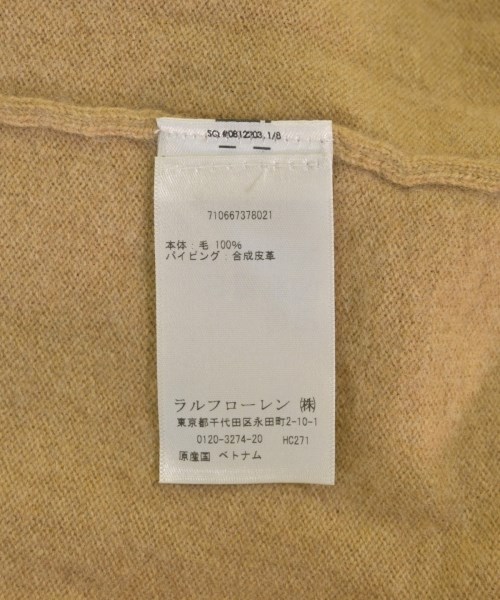 SQ #0812203.1/8
710667378021
本体：毛 100%
パイピング：合成皮革
ラルフローレン ㈱
東京都千代田区永田町2-10-1
0120-3274-20 HC271
原産国 ベトナム